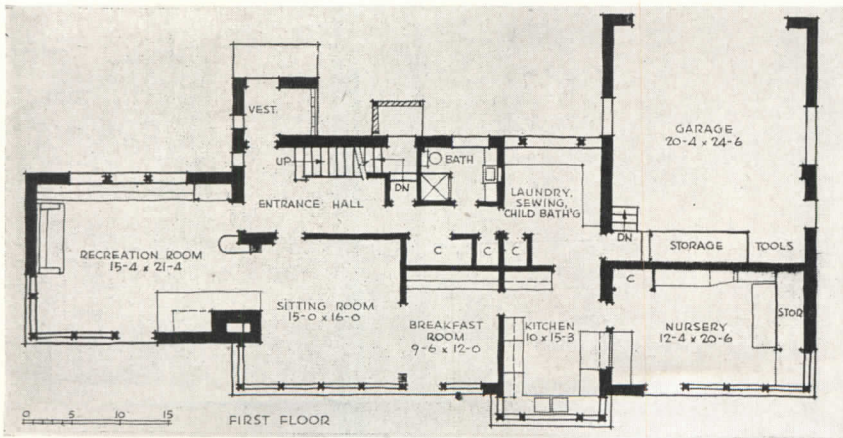 VEST.
GARAGE
20-4 x 24-6
UP
BATH
DN
LAUNDRY,
SEWING,
CHILD BATH'G
ENTRANCE HALL
DN
STORAGE
TOOLS
RECREATION ROOM
15-4 x 21-4
C
C
C
C
SITTING ROOM
15-0 x 16-0
BREAKFAST
ROOM
9-6 x 12-0
KITCHEN
10 x 15-3
NURSERY
12-4 x 20-6
STOR
0 5 10 15
FIRST FLOOR